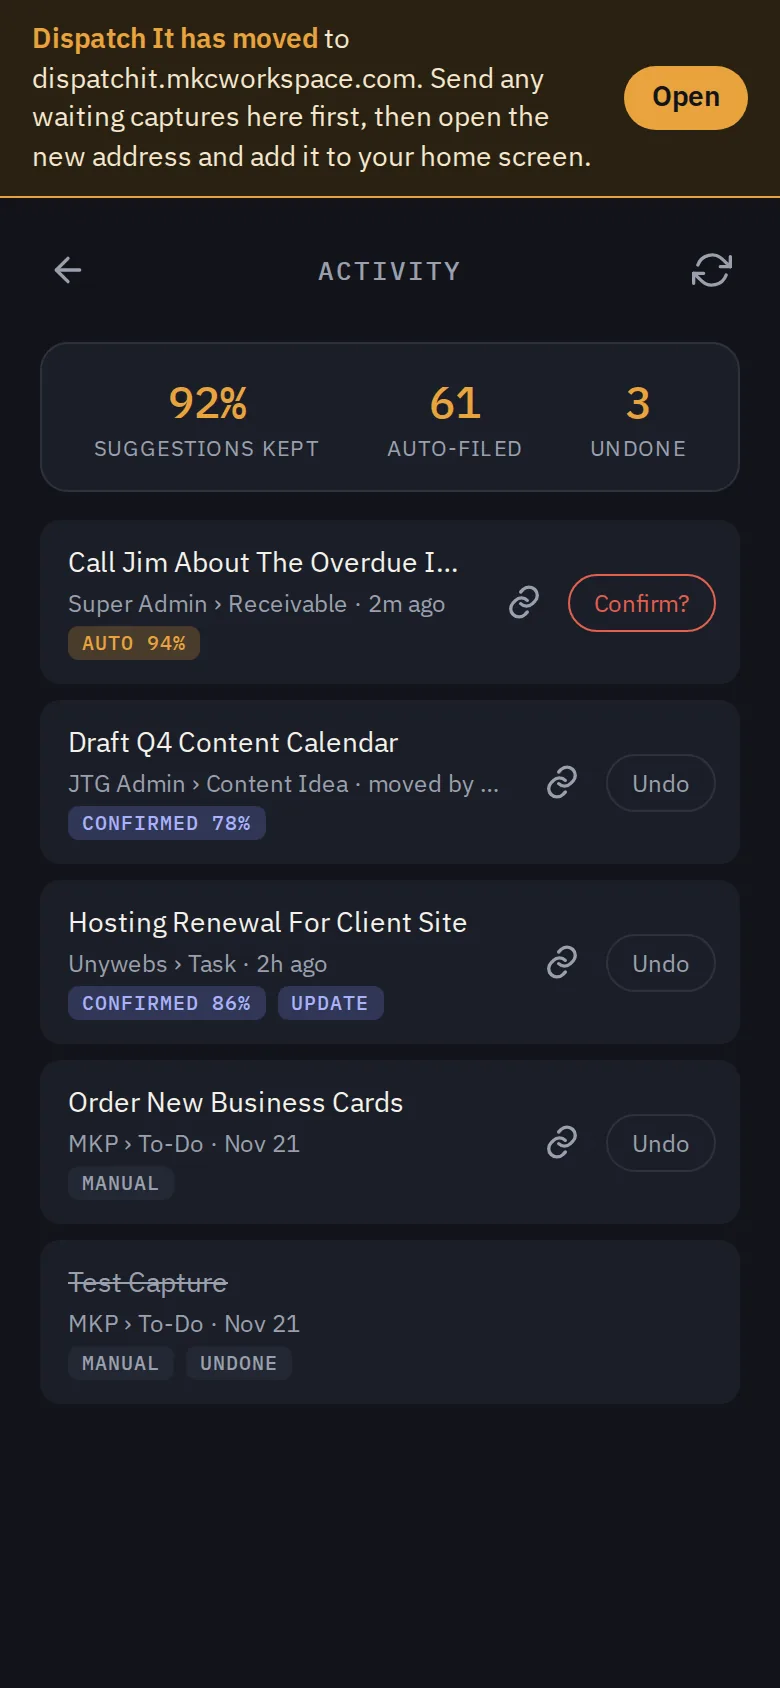 Dispatch It has moved to
dispatchit.mkcworkspace.com. Send any
waiting captures here first, then open the
new address and add it to your home screen.
Open
ACTIVITY
92%
SUGGESTIONS KEPT
61
AUTO-FILED
3
UNDONE
Call Jim About The Overdue I...
Super Admin › Receivable · 2m ago
AUTO 94%
Confirm?
Draft Q4 Content Calendar
JTG Admin › Content Idea · moved by ...
CONFIRMED 78%
Undo
Hosting Renewal For Client Site
Unywebs › Task · 2h ago
CONFIRMED 86%
UPDATE
Undo
Order New Business Cards
MKP › To-Do · Nov 21
MANUAL
Undo
Test Capture
MKP › To-Do · Nov 21
MANUAL
UNDONE